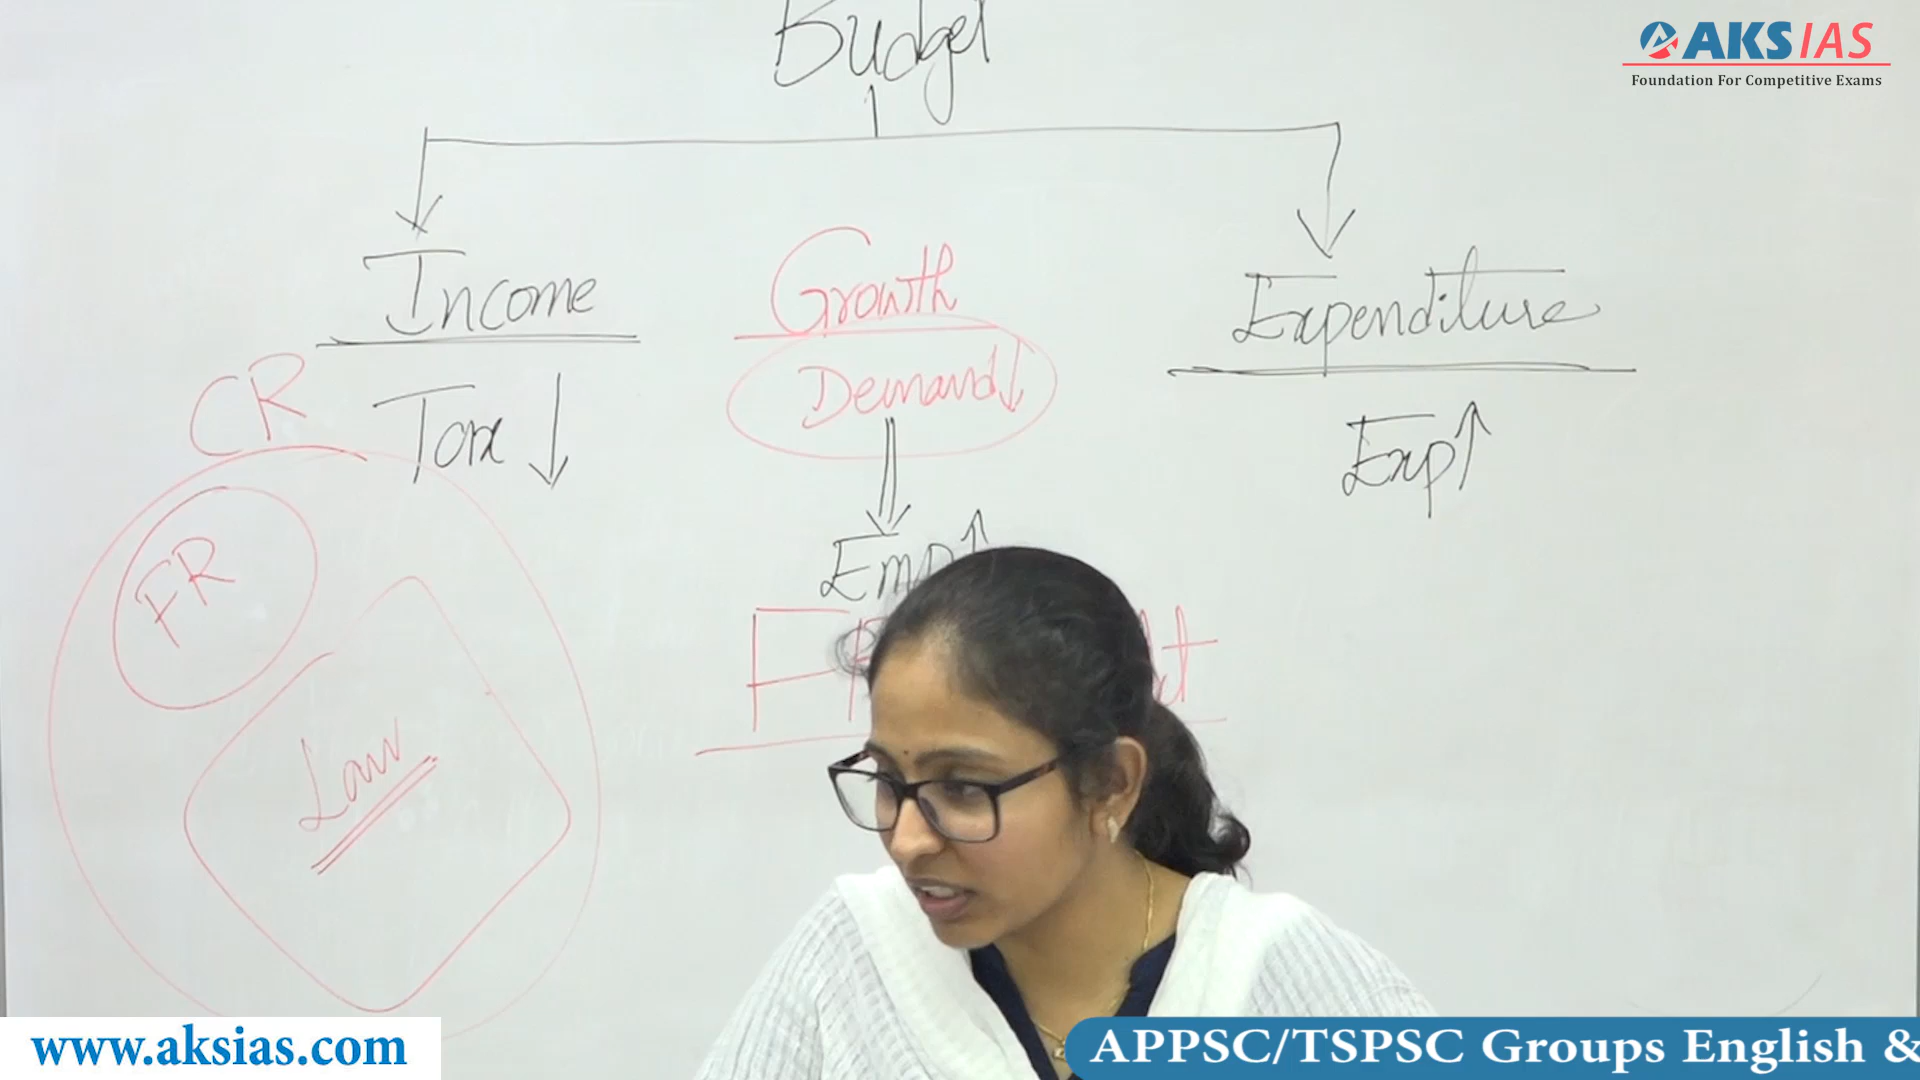 Budget
AKS IAS
Foundation For Competitive Exams
Income
Growth
Expenditure
CR
Tax ↓
Demand ↓
Exp ↑
FR
Law
www.aksias.com
APPSC/TSPSC Groups English &